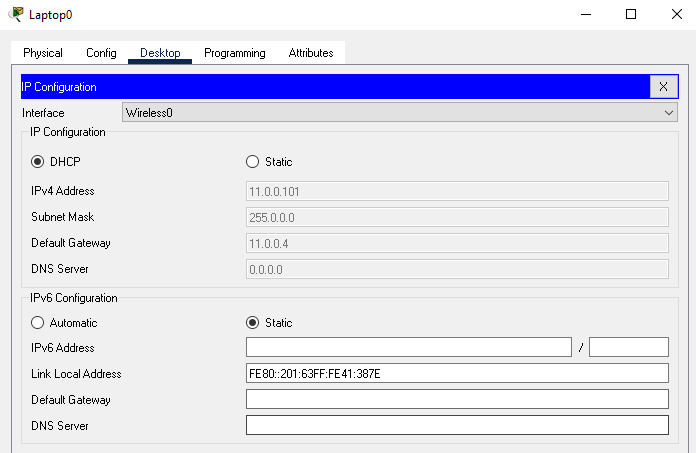 Laptop0
Physical Config Desktop Programming Attributes
IP Configuration X
Interface Wireless0
IP Configuration
DHCP Static
IPv4 Address 11.0.0.101
Subnet Mask 255.0.0.0
Default Gateway 11.0.0.4
DNS Server 0.0.0.0
IPv6 Configuration
Automatic Static
IPv6 Address /
Link Local Address FE80::201:63FF:FE41:387E
Default Gateway
DNS Server